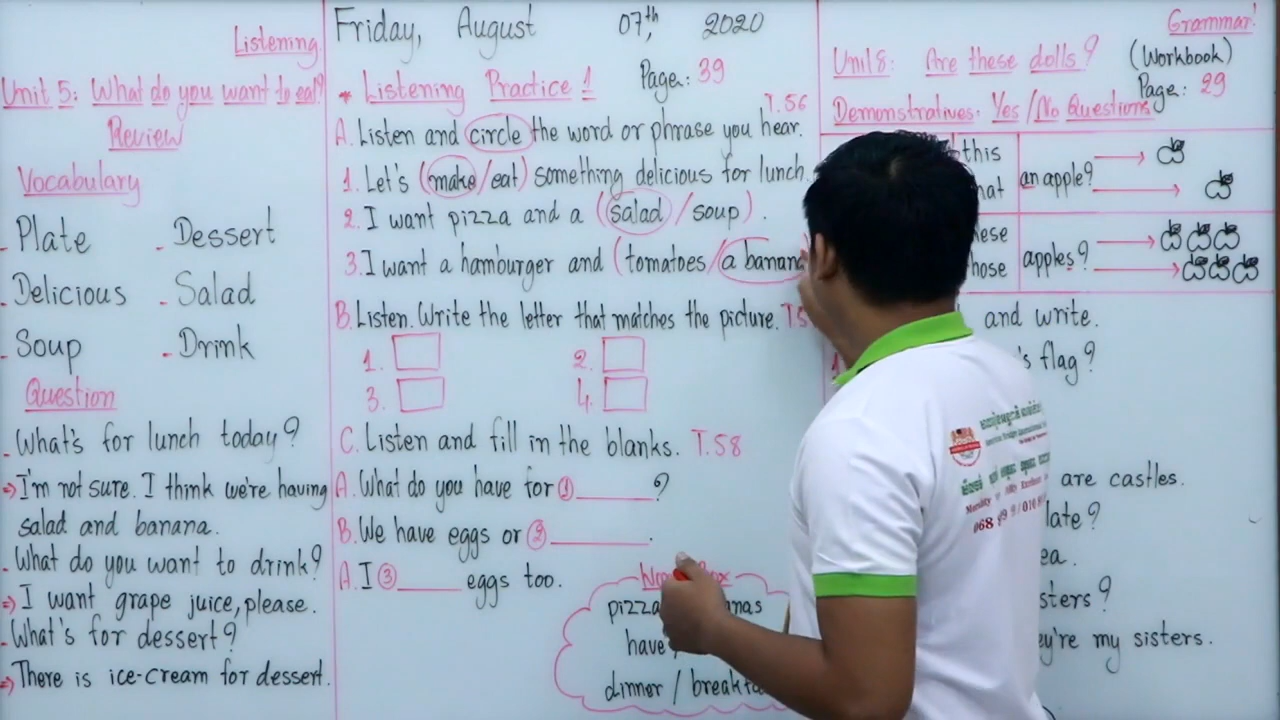 Listening
Unit 5: What do you want to eat?
Review
Vocabulary
- Plate - Dessert
- Delicious - Salad
- Soup - Drink
Question
- What's for lunch today?
I'm not sure. I think we're having
salad and banana.
- What do you want to drink?
I want grape juice, please.
- What's for dessert?
There is ice-cream for dessert.
Friday, August 07th, 2020
* Listening Practice 1 Page: 39
T.56
A. Listen and circle the word or phrase you hear.
1. Let's (make/eat) something delicious for lunch.
2. I want pizza and a (salad/soup).
3. I want a hamburger and (tomatoes/a banana
B. Listen. Write the letter that matches the picture.
1. 2.
3. 4.
C. Listen and fill in the blanks. T.58
A. What do you have for ① ______?
B. We have eggs or ② ______.
A. I ③ ______ eggs too.
pizza
have
dinner /
Grammar!
Unit 8: Are these dolls? (Workbook)
Demonstratives: Yes/No Questions Page: 29
this an apple?
apples?
and write.
flag?
are castles.
they're my sisters.
068